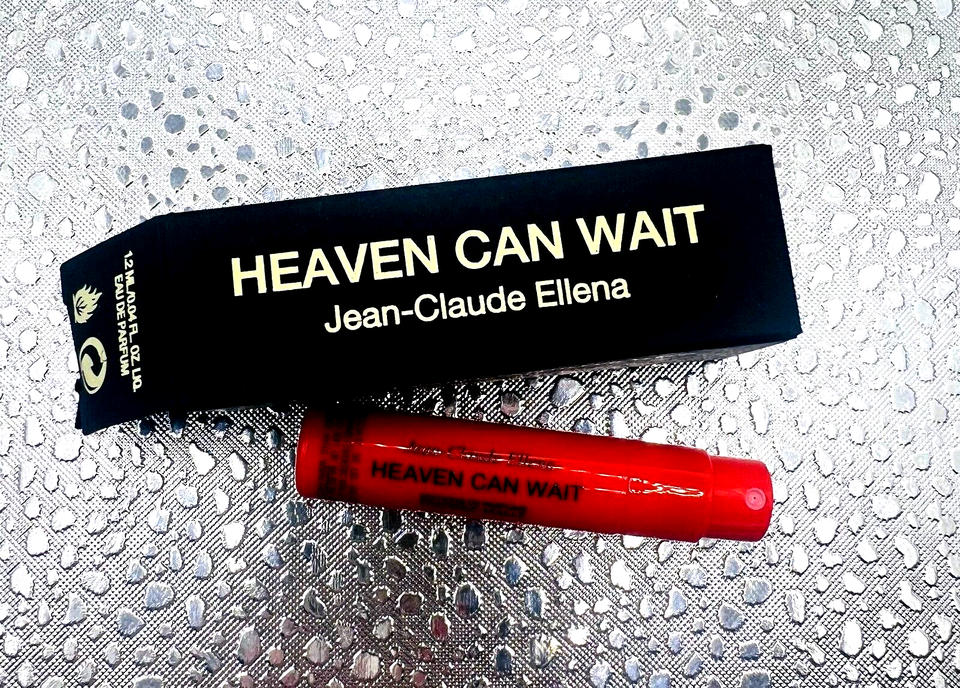 HEAVEN CAN WAIT
Jean-Claude Ellena
1.2 ML/0.04 FL. OZ. LIQ.
EAU DE PARFUM
Jean-Claude Ellena
HEAVEN CAN WAIT